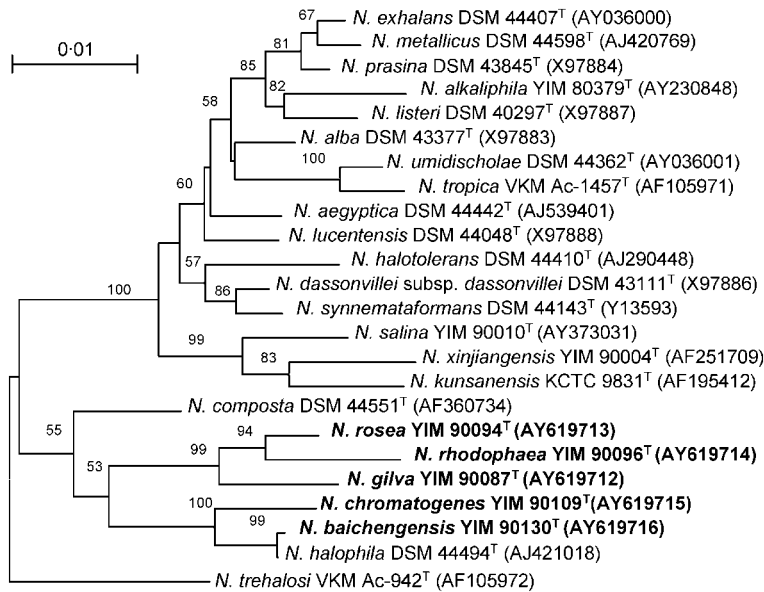 67
N. exhalans DSM 44407T (AY036000)
0·01
81
N. metallicus DSM 44598T (AJ420769)
85
N. prasina DSM 43845T (X97884)
82
N. alkaliphila YIM 80379T (AY230848)
58
N. listeri DSM 40297T (X97887)
N. alba DSM 43377T (X97883)
100
N. umidischolae DSM 44362T (AY036001)
60
N. tropica VKM Ac-1457T (AF105971)
N. aegyptica DSM 44442T (AJ539401)
N. lucentensis DSM 44048T (X97888)
57
N. halotolerans DSM 44410T (AJ290448)
100
86
N. dassonvillei subsp. dassonvillei DSM 43111T (X97886)
N. synnemataformans DSM 44143T (Y13593)
99
N. salina YIM 90010T (AY373031)
83
N. xinjiangensis YIM 90004T (AF251709)
N. kunsanensis KCTC 9831T (AF195412)
N. composta DSM 44551T (AF360734)
55
94
N. rosea YIM 90094T (AY619713)
53
99
N. rhodophaea YIM 90096T (AY619714)
N. gilva YIM 90087T (AY619712)
100
N. chromatogenes YIM 90109T (AY619715)
99
N. baichengensis YIM 90130T (AY619716)
N. halophila DSM 44494T (AJ421018)
N. trehalosi VKM Ac-942T (AF105972)